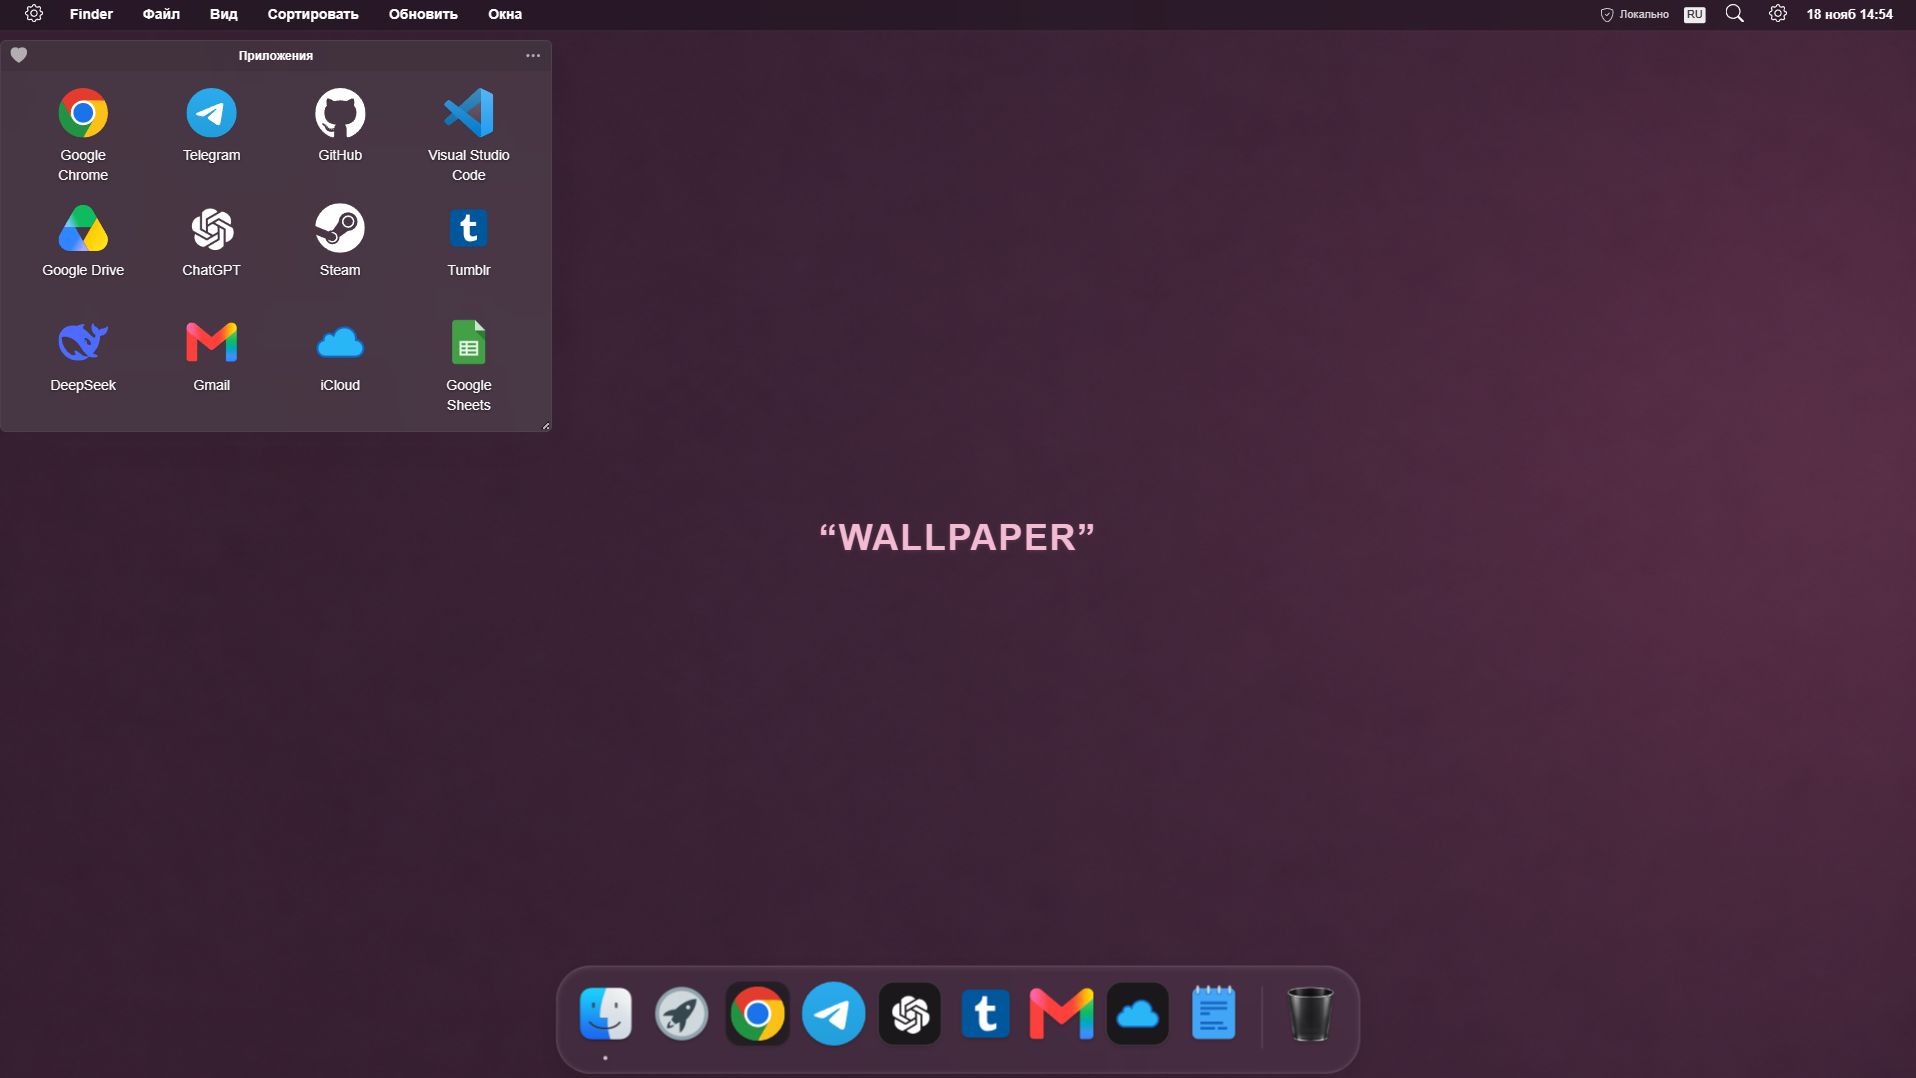 Finder Файл Вид Сортировать Обновить Окна Локально RU 18 нояб 14:54
Приложения
Google Chrome
Telegram
GitHub
Visual Studio Code
Google Drive
ChatGPT
Steam
t
Tumblr
DeepSeek
Gmail
iCloud
Google Sheets
“WALLPAPER”
t